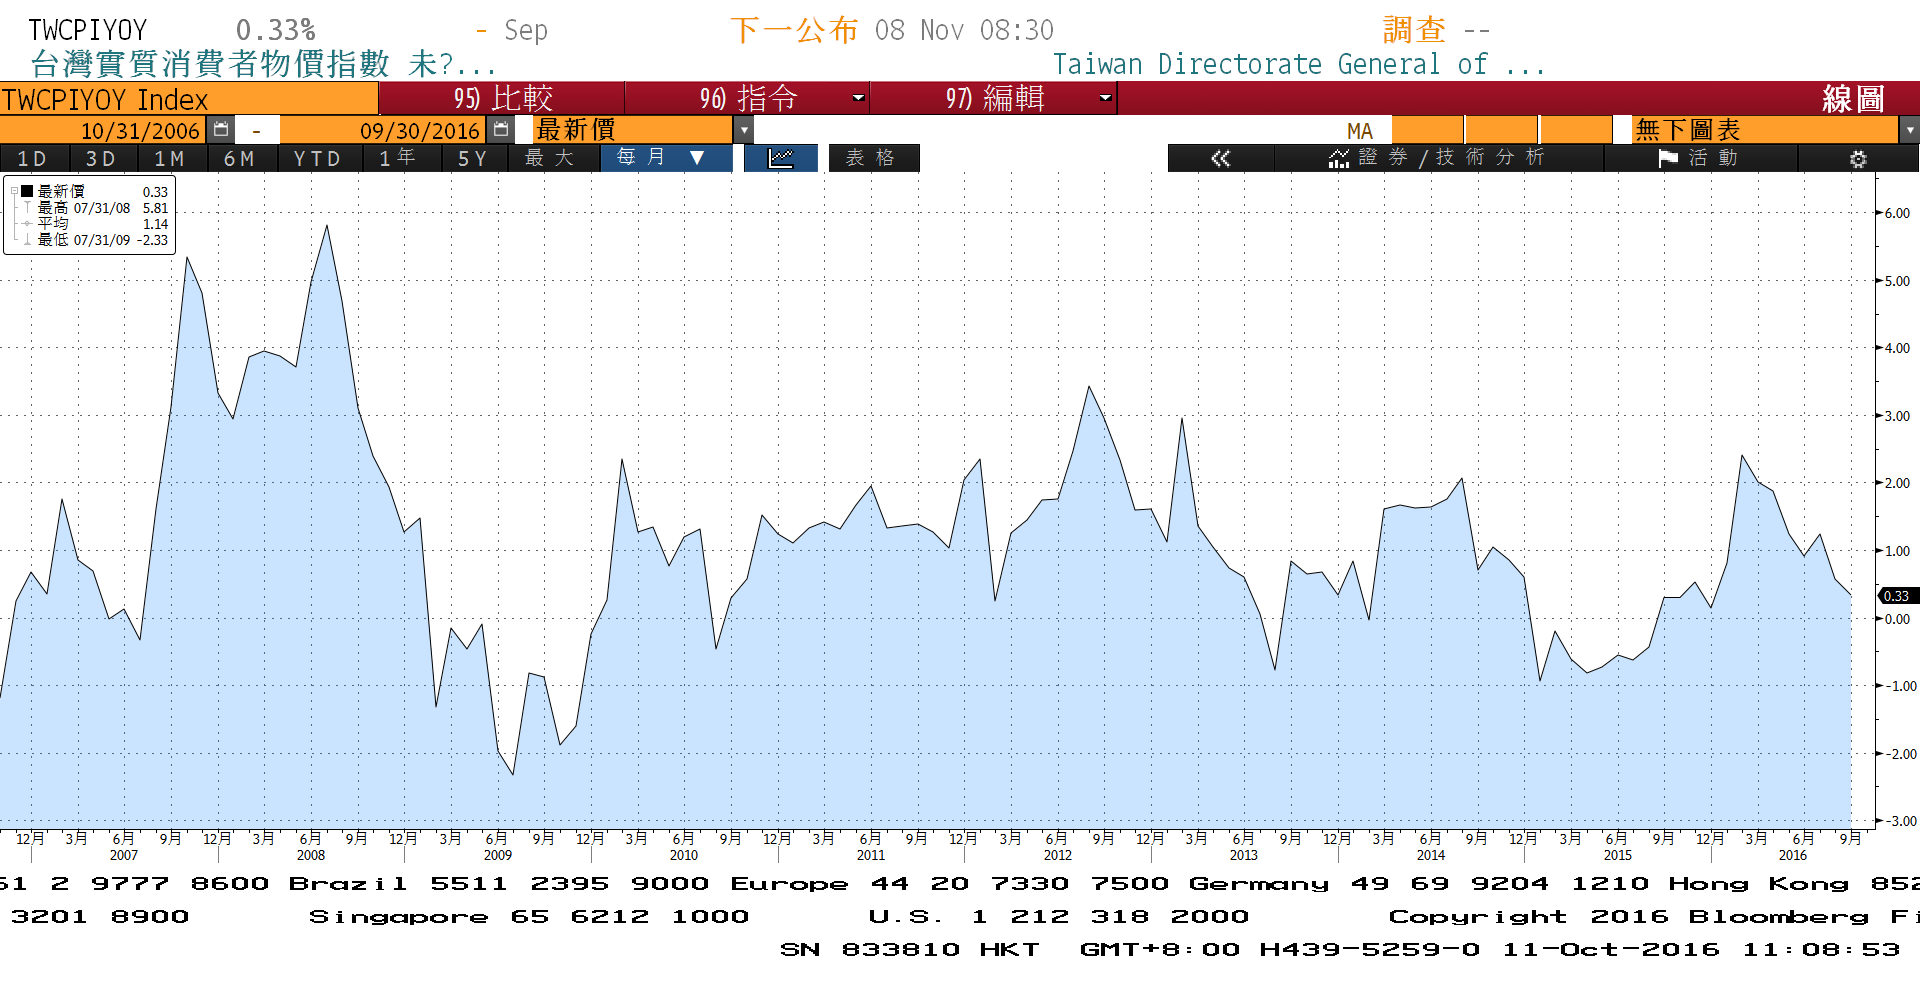 TWCPIYOY 0.33% - Sep 下一公布 08 Nov 08:30 調查 --
台灣實質消費者物價指數 未?... Taiwan Directorate General of ...
TWCPIYOY Index 95) 比較 96) 指令 97) 編輯 線圖
10/31/2006 - 09/30/2016 最新價 MA 無下圖表
1D 3D 1M 6M YTD 1年 5Y 最大 每月 ▼ 表格 « 證券/技術分析 活動
最新價 0.33
最高 07/31/08 5.81
平均 1.14
最低 07/31/09 -2.33
6.00
5.00
4.00
3.00
2.00
1.00
0.33
0.00
-1.00
-2.00
-3.00
12月 3月 6月 9月 12月 3月 6月 9月 12月 3月 6月 9月 12月 3月 6月 9月 12月 3月 6月 9月 12月 3月 6月 9月 12月 3月 6月 9月 12月 3月 6月 9月 12月 3月 6月 9月 12月 3月 6月 9月
2007 2008 2009 2010 2011 2012 2013 2014 2015 2016
61 2 9777 8600 Brazil 5511 2395 9000 Europe 44 20 7330 7500 Germany 49 69 9204 1210 Hong Kong 852
3201 8900 Singapore 65 6212 1000 U.S. 1 212 318 2000 Copyright 2016 Bloomberg Fi
SN 833810 HKT GMT+8:00 H439-5259-0 11-Oct-2016 11:08:53